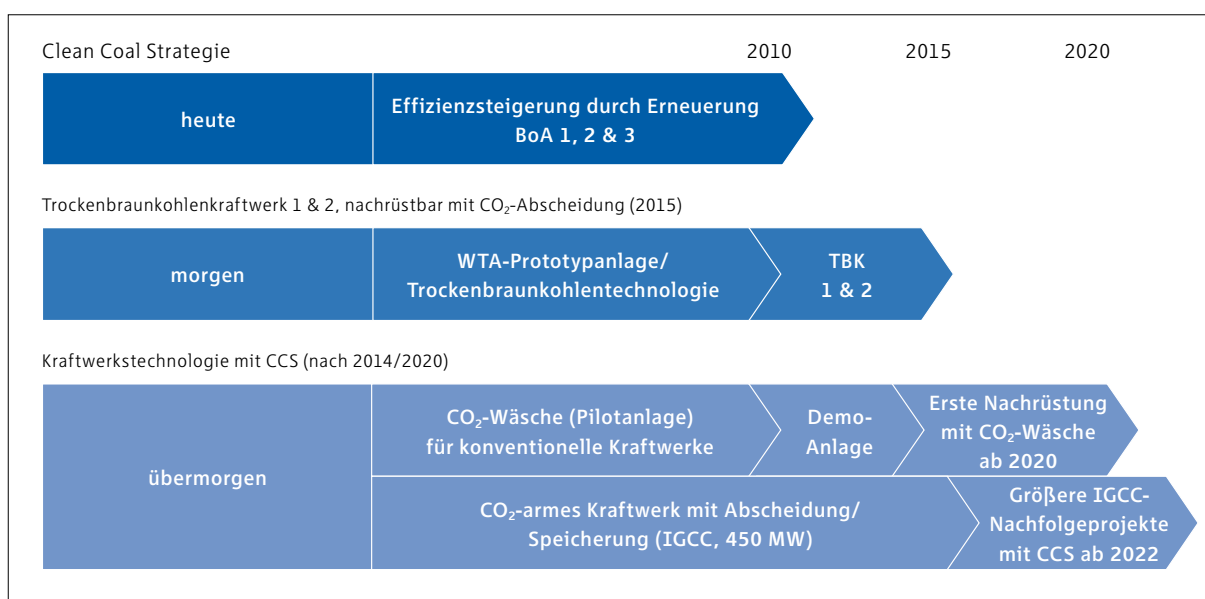 Clean Coal Strategie
2010
2015
2020
heute
Effizienzsteigerung durch Erneuerung
BoA 1, 2 & 3
Trockenbraunkohlenkraftwerk 1 & 2, nachrüstbar mit CO₂-Abscheidung (2015)
morgen
WTA-Prototypanlage/
Trockenbraunkohlentechnologie
TBK
1 & 2
Kraftwerkstechnologie mit CCS (nach 2014/2020)
übermorgen
CO₂-Wäsche (Pilotanlage)
für konventionelle Kraftwerke
Demo-
Anlage
Erste Nachrüstung
mit CO₂-Wäsche
ab 2020
CO₂-armes Kraftwerk mit Abscheidung/
Speicherung (IGCC, 450 MW)
Größere IGCC-
Nachfolgeprojekte
mit CCS ab 2022